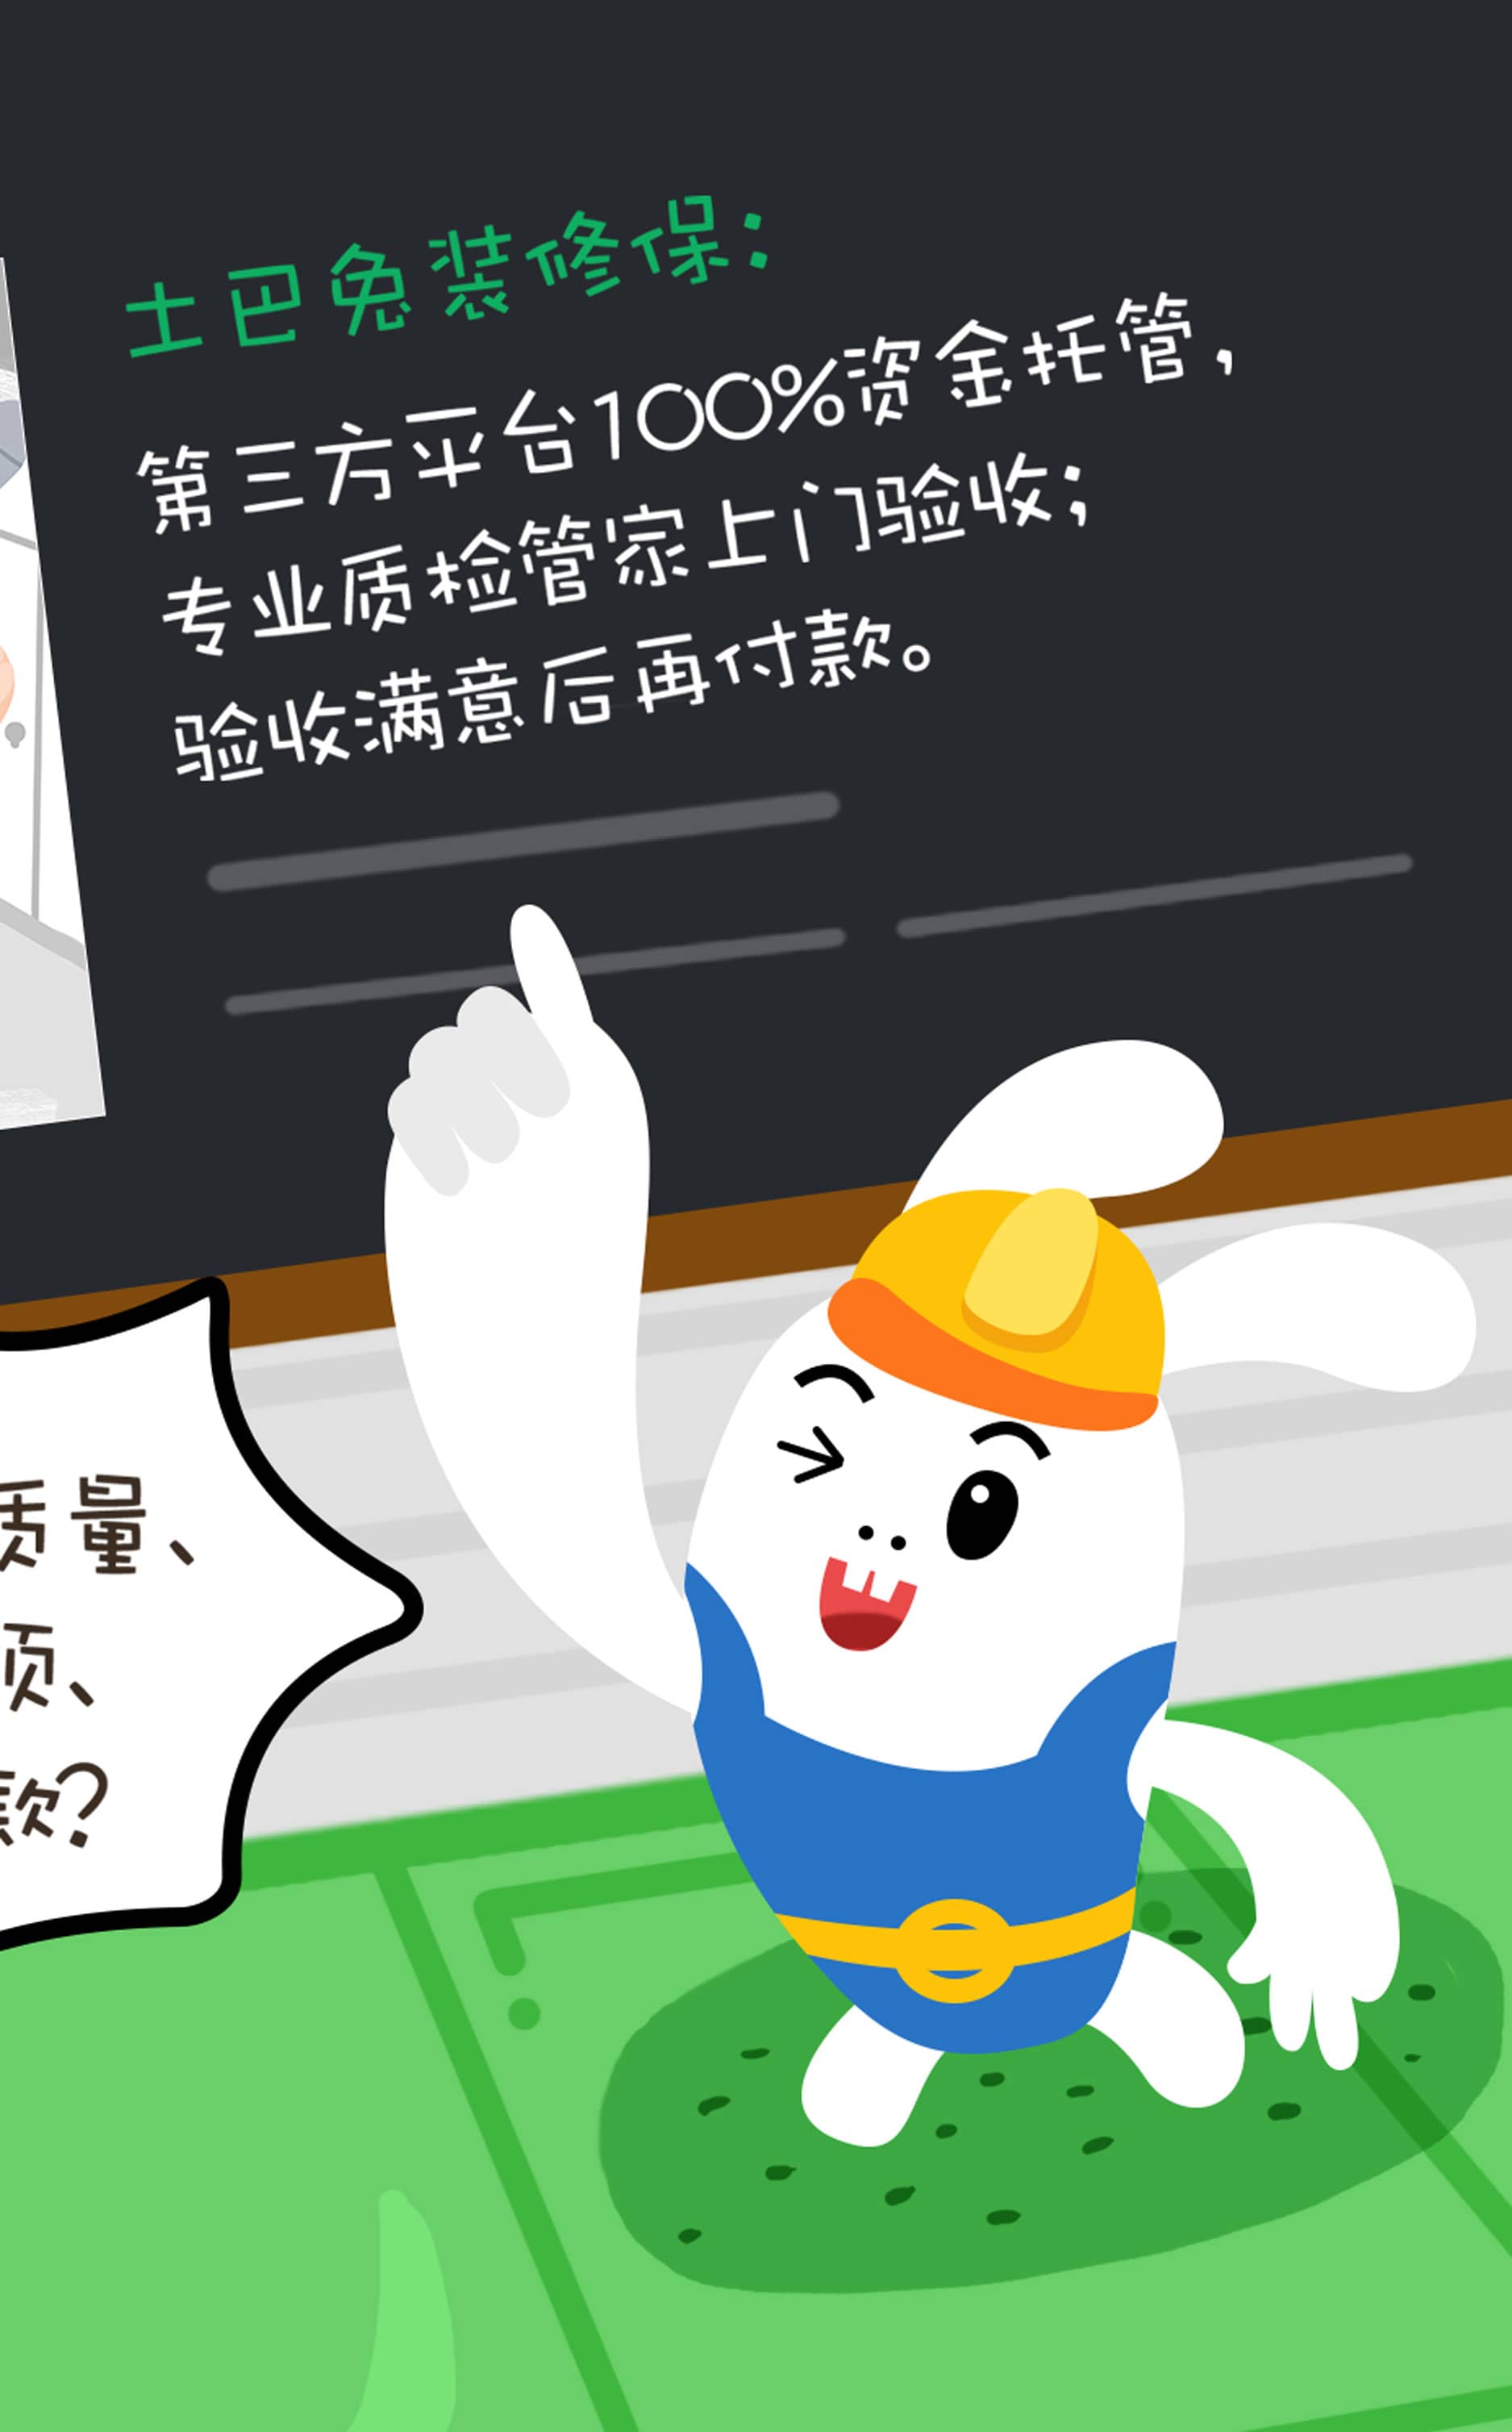 土巴兔装修保：
第三方平台100%资金托管，
专业质检管家上门验收；
验收满意后再付款。
质量、
项、
款？